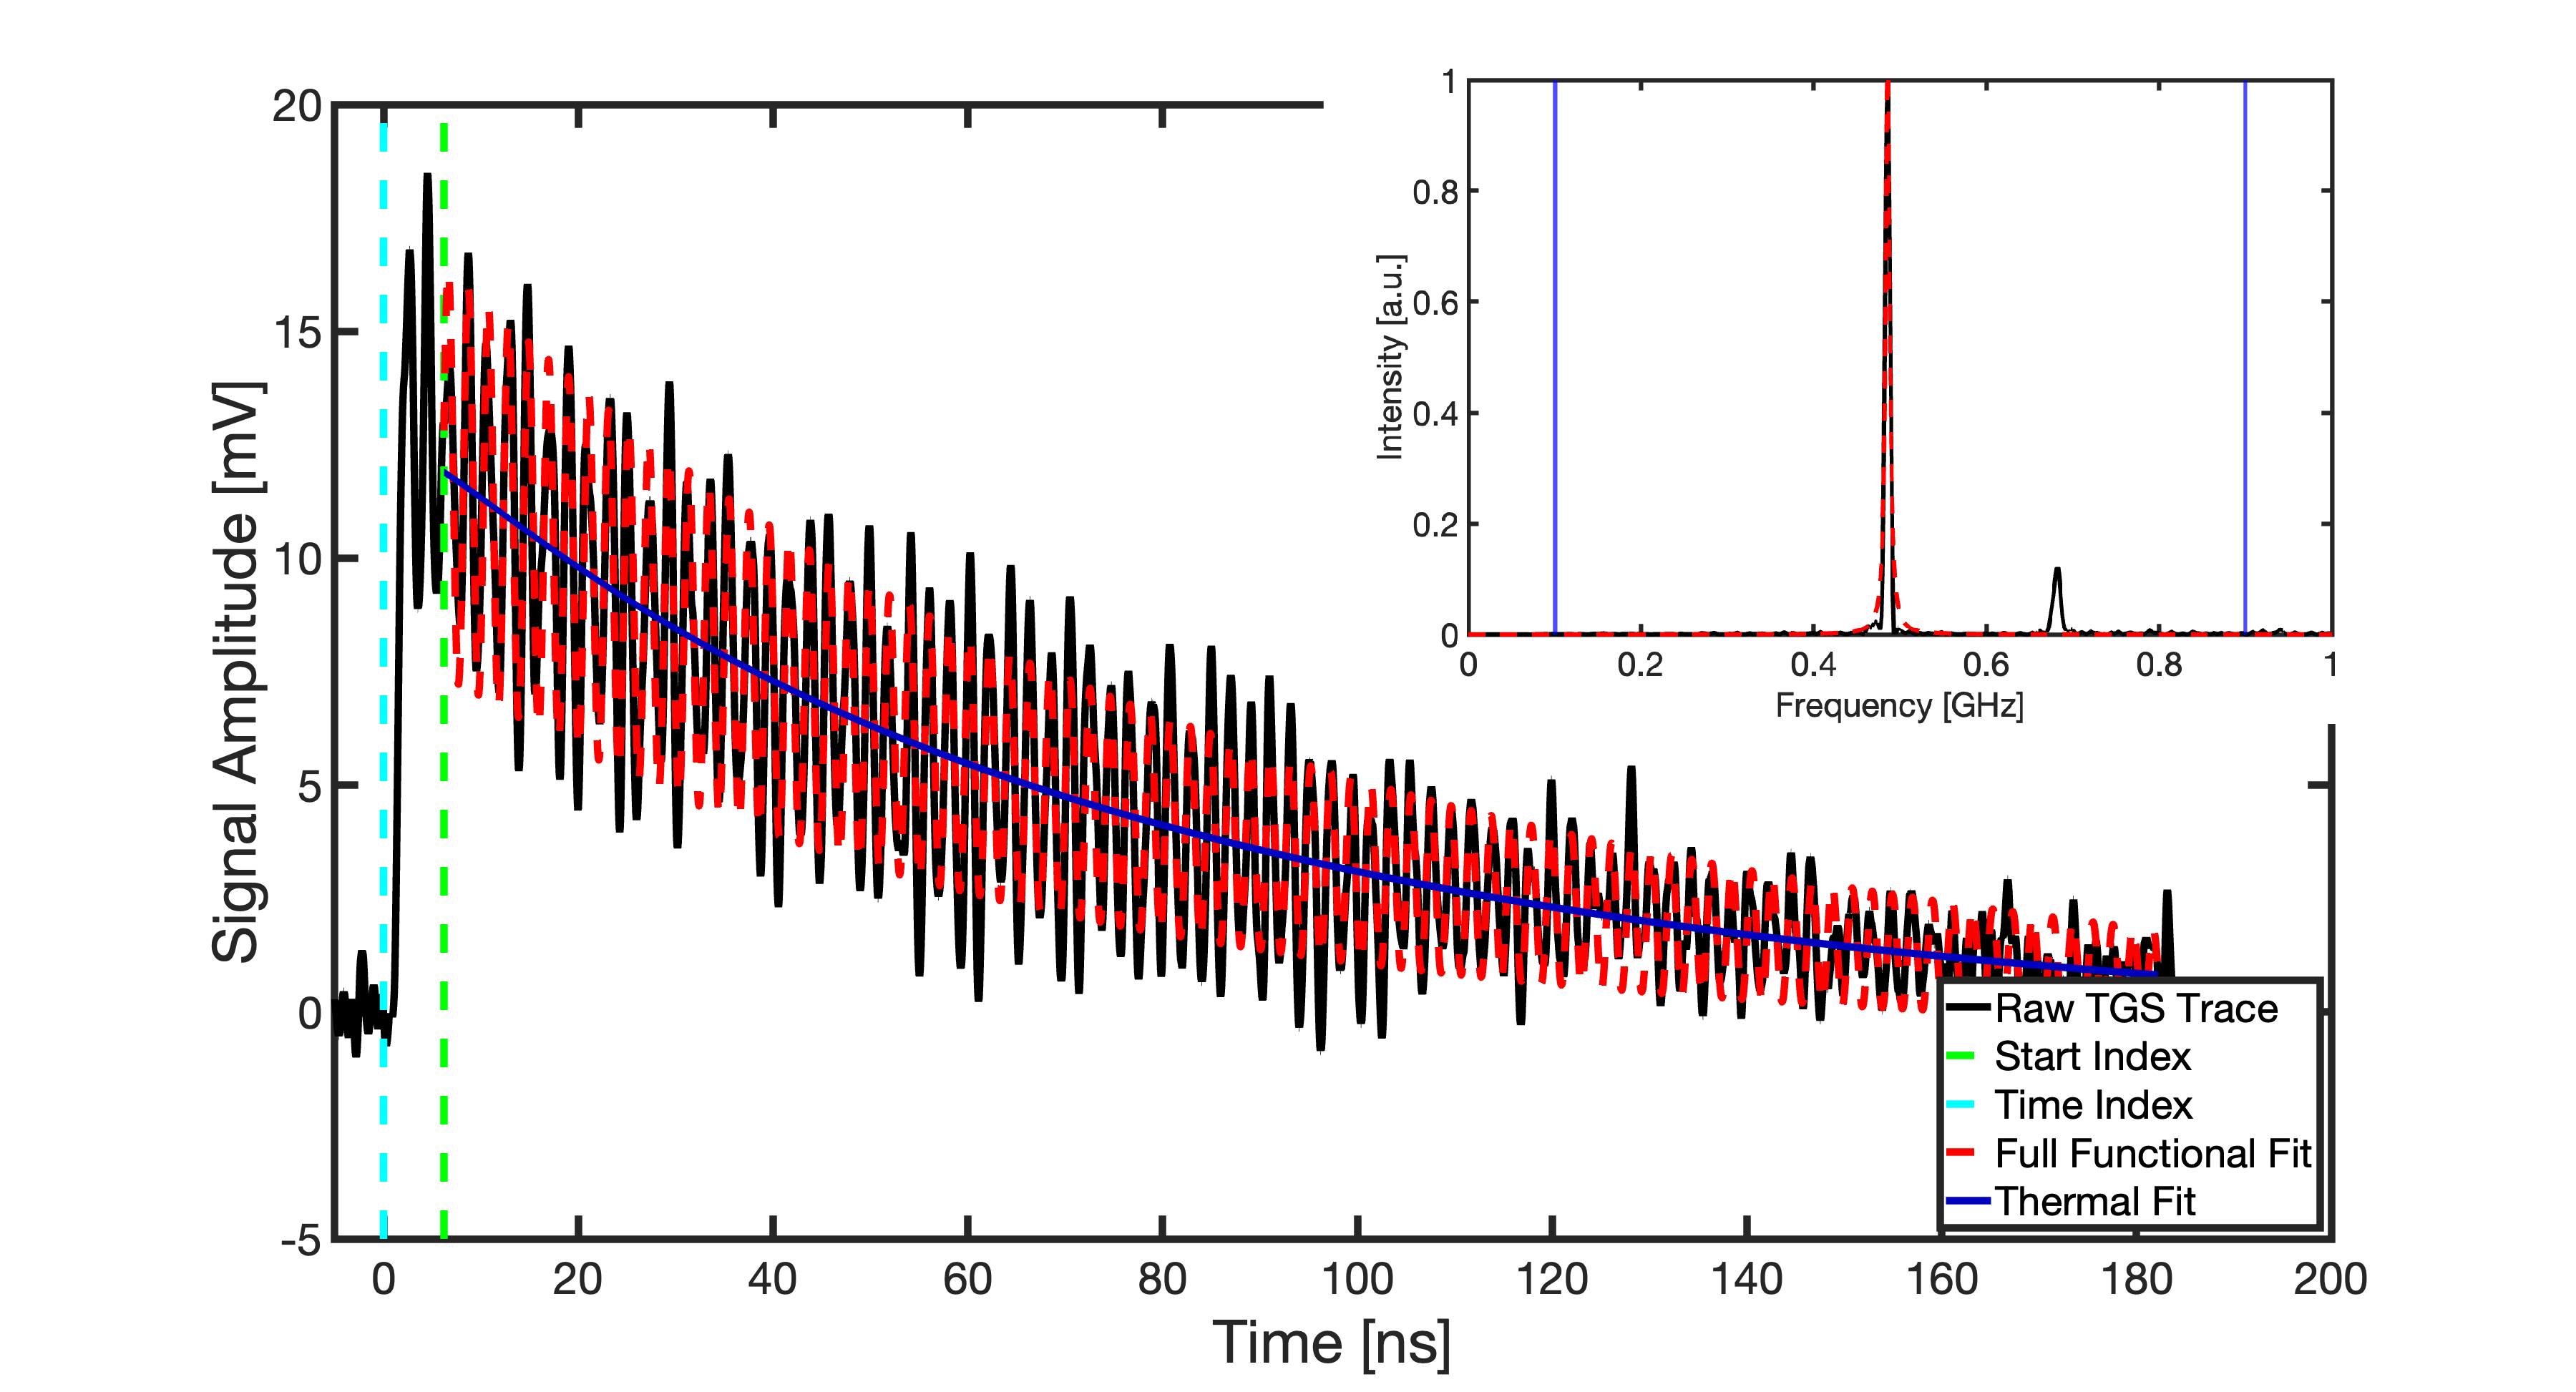 20
15
10
5
0
-5
Signal Amplitude [mV]
0 20 40 60 80 100 120 140 160 180 200
Time [ns]
1
0.8
0.6
0.4
0.2
0
Intensity [a.u.]
0 0.2 0.4 0.6 0.8 1
Frequency [GHz]
Raw TGS Trace
Start Index
Time Index
Full Functional Fit
Thermal Fit